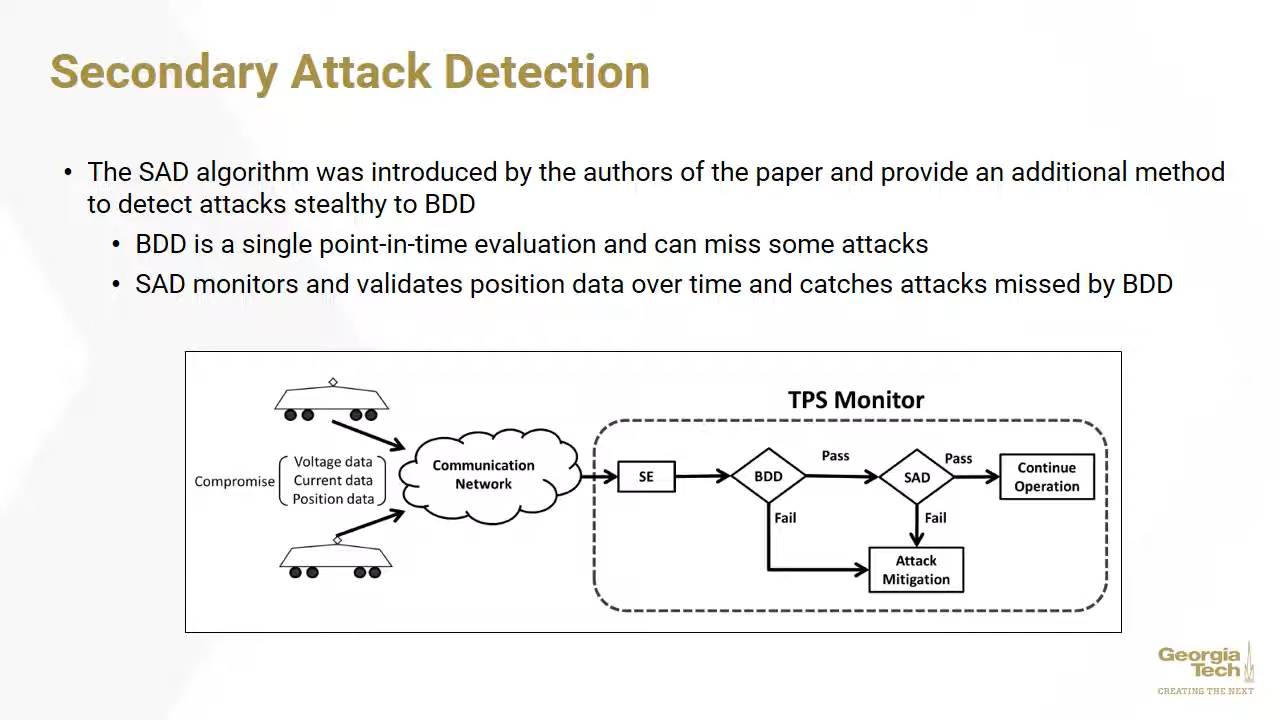 Secondary Attack Detection
• The SAD algorithm was introduced by the authors of the paper and provide an additional method
to detect attacks stealthy to BDD
• BDD is a single point-in-time evaluation and can miss some attacks
• SAD monitors and validates position data over time and catches attacks missed by BDD
TPS Monitor
Compromise
Voltage data
Current data
Position data
Communication
Network
SE
BDD
Pass
SAD
Pass
Continue
Operation
Fail
Fail
Attack
Mitigation
Georgia
Tech
CREATING THE NEXT